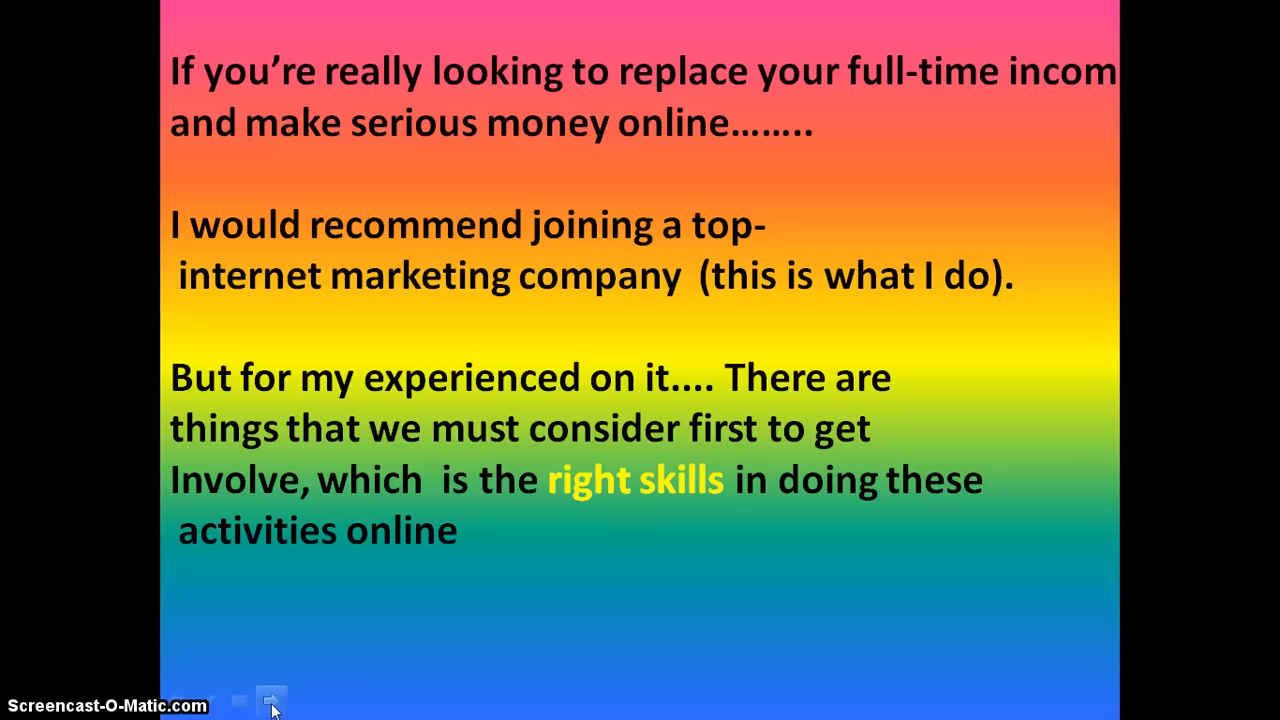 If you’re really looking to replace your full-time incom
and make serious money online……..
I would recommend joining a top-
internet marketing company  (this is what I do).
But for my experienced on it.... There are
things that we must consider first to get
Involve, which  is the right skills in doing these
activities online
Screencast-O-Matic.com